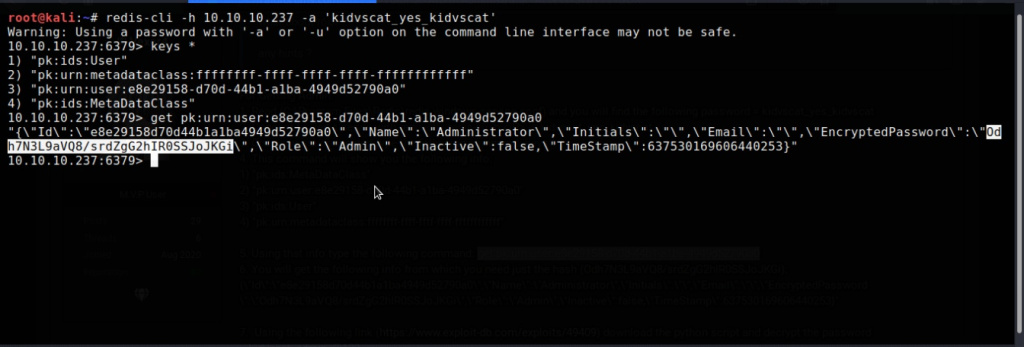 root@kali:~# redis-cli -h 10.10.10.237 -a 'kidvscat_yes_kidvscat'
Warning: Using a password with '-a' or '-u' option on the command line interface may not be safe.
10.10.10.237:6379> keys *
1) "pk:ids:User"
2) "pk:urn:metadataclass:ffffffff-ffff-ffff-ffff-ffffffffffff"
3) "pk:urn:user:e8e29158-d70d-44b1-a1ba-4949d52790a0"
4) "pk:ids:MetaDataClass"
10.10.10.237:6379> get pk:urn:user:e8e29158-d70d-44b1-a1ba-4949d52790a0
"{\"Id\":\"e8e29158d70d44b1a1ba4949d52790a0\",\"Name\":\"Administrator\",\"Initials\":\"\",\"Email\":\"\",\"EncryptedPassword\":\"Od
h7N3L9aVQ8/srdZgG2hIR0SSJoJKGi\",\"Role\":\"Admin\",\"Inactive\":false,\"TimeStamp\":637530169606440253}"
10.10.10.237:6379>